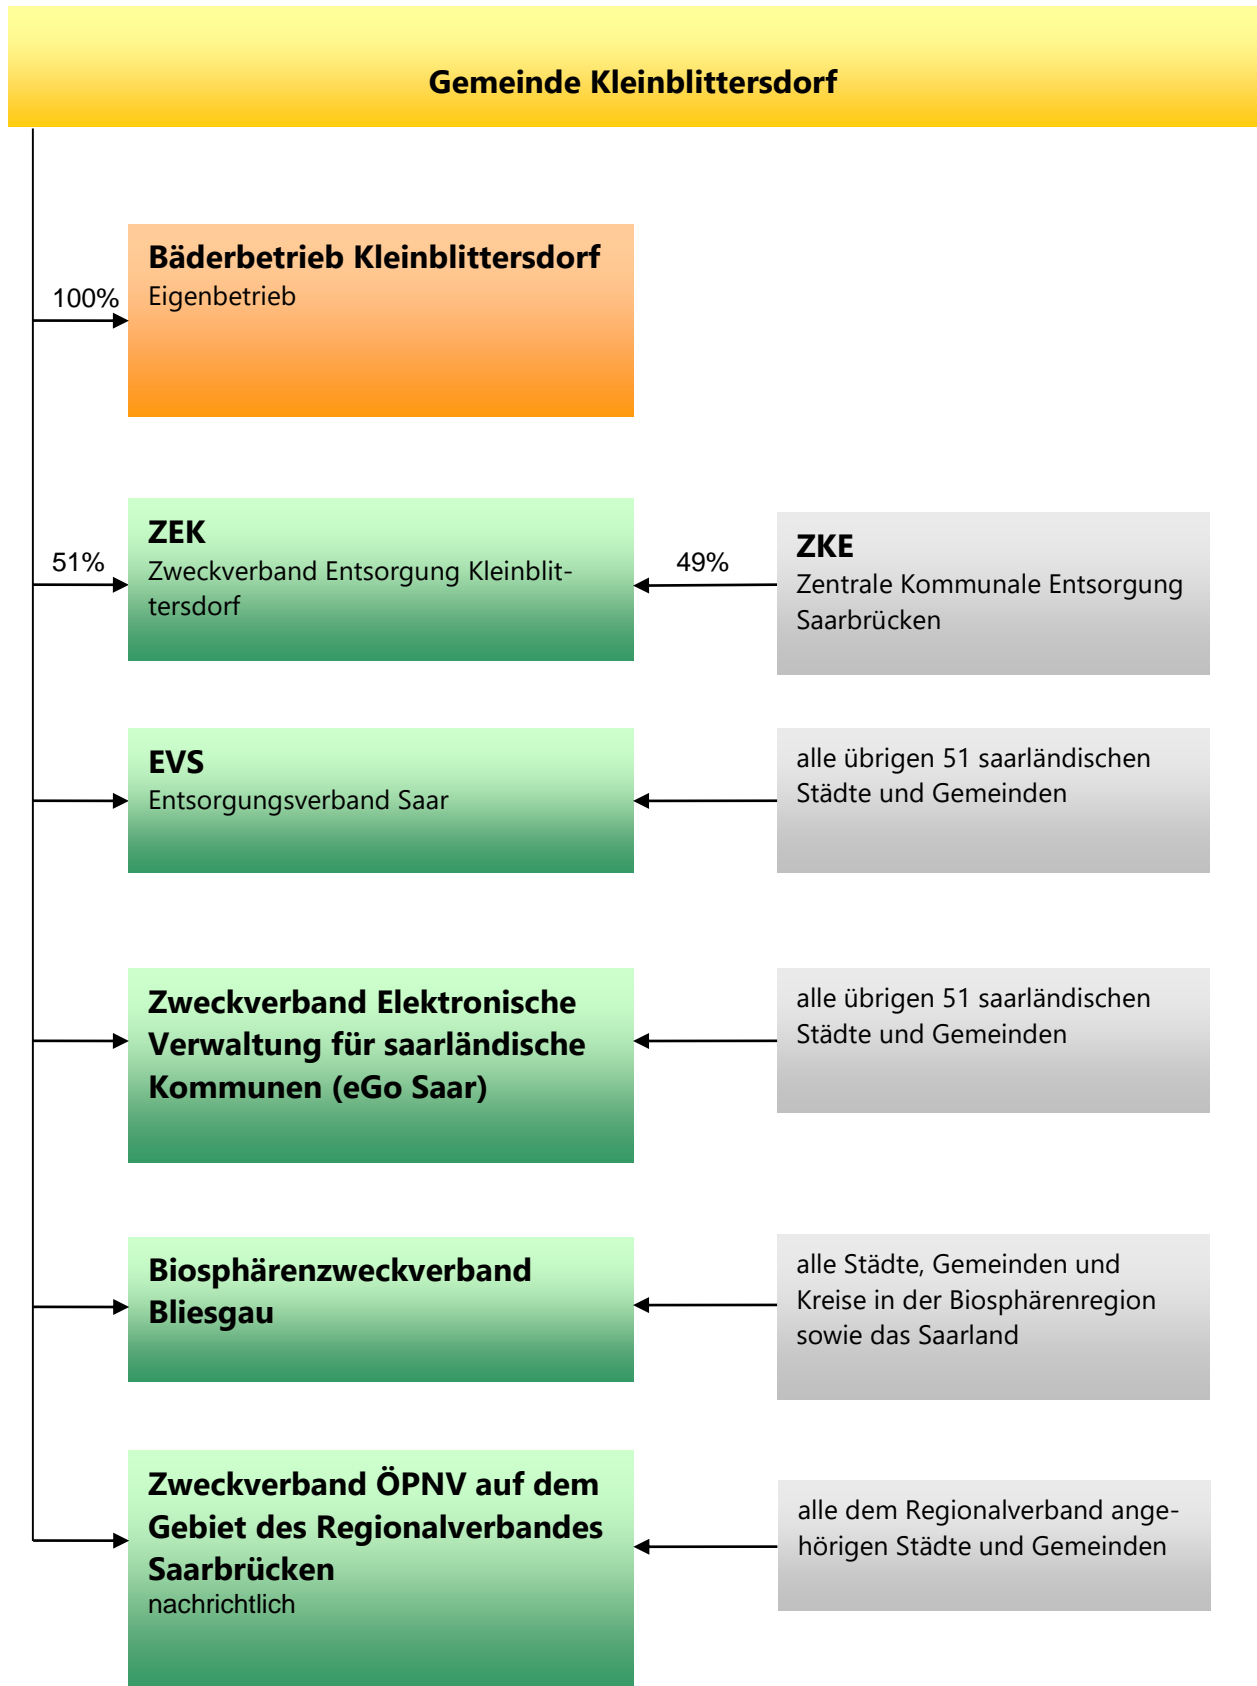 Gemeinde Kleinblittersdorf
100%
Bäderbetrieb Kleinblittersdorf
Eigenbetrieb
51%
ZEK
Zweckverband Entsorgung Kleinblit-
tersdorf
49%
ZKE
Zentrale Kommunale Entsorgung
Saarbrücken
EVS
Entsorgungsverband Saar
alle übrigen 51 saarländischen
Städte und Gemeinden
Zweckverband Elektronische
Verwaltung für saarländische
Kommunen (eGo Saar)
alle übrigen 51 saarländischen
Städte und Gemeinden
Biosphärenzweckverband
Bliesgau
alle Städte, Gemeinden und
Kreise in der Biosphärenregion
sowie das Saarland
Zweckverband ÖPNV auf dem
Gebiet des Regionalverbandes
Saarbrücken
nachrichtlich
alle dem Regionalverband ange-
hörigen Städte und Gemeinden